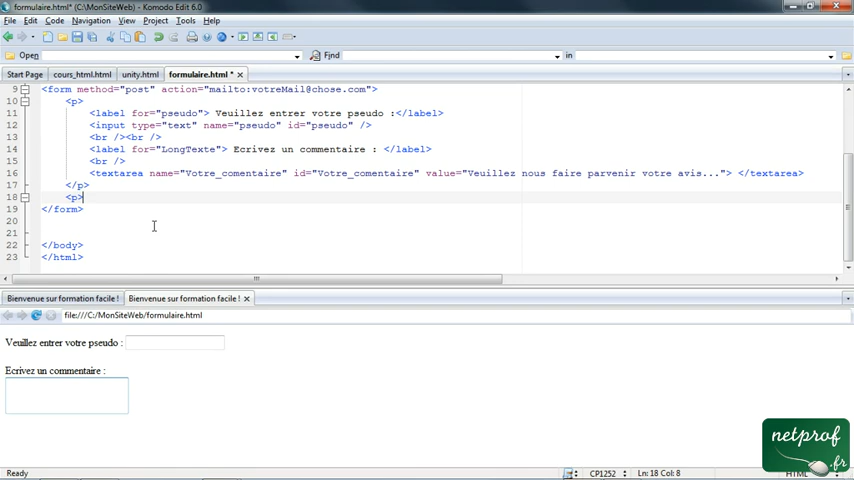 formulaire.html* (C:\MonSiteWeb) - Komodo Edit 6.0
File Edit Code Navigation View Project Tools Help
Open Find in
Start Page cours_html.html unity.html formulaire.html *
9 <form method="post" action="mailto:votreMail@chose.com">
10 <p>
11 <label for="pseudo"> Veuillez entrer votre pseudo :</label>
12 <input type="text" name="pseudo" id="pseudo" />
13 <br /><br />
14 <label for="LongTexte"> Ecrivez un commentaire : </label>
15 <br />
16 <textarea name="Votre_comentaire" id="Votre_comentaire" value="Veuillez nous faire parvenir votre avis..."> </textarea>
17 </p>
18 <p>
19 </form>
20
21
22 </body>
23 </html>
Bienvenue sur formation facile ! Bienvenue sur formation facile !
file:///C:/MonSiteWeb/formulaire.html
Veuillez entrer votre pseudo :
Ecrivez un commentaire :
netprof
.fr
Ready CP1252 Ln: 18 Col: 8 HTML